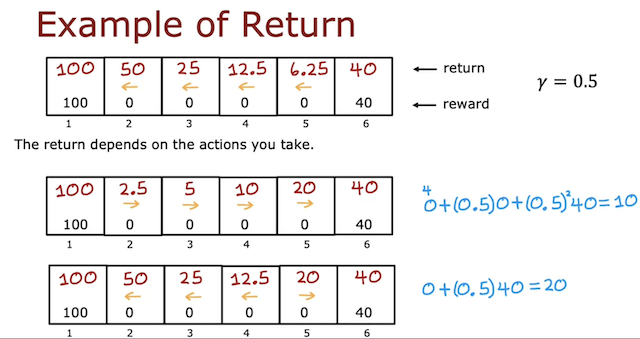 Example of Return
100 50 25 12.5 6.25 40 ← return
← ← ← ←
γ = 0.5
100 0 0 0 0 40 ← reward
1 2 3 4 5 6
The return depends on the actions you take.
100 2.5 5 10 20 40
→ → → →
4
0+(0.5)0+(0.5)²40=10
100 0 0 0 0 40
1 2 3 4 5 6
100 50 25 12.5 20 40
← ← ← →
0+(0.5)40=20
100 0 0 0 0 40
1 2 3 4 5 6